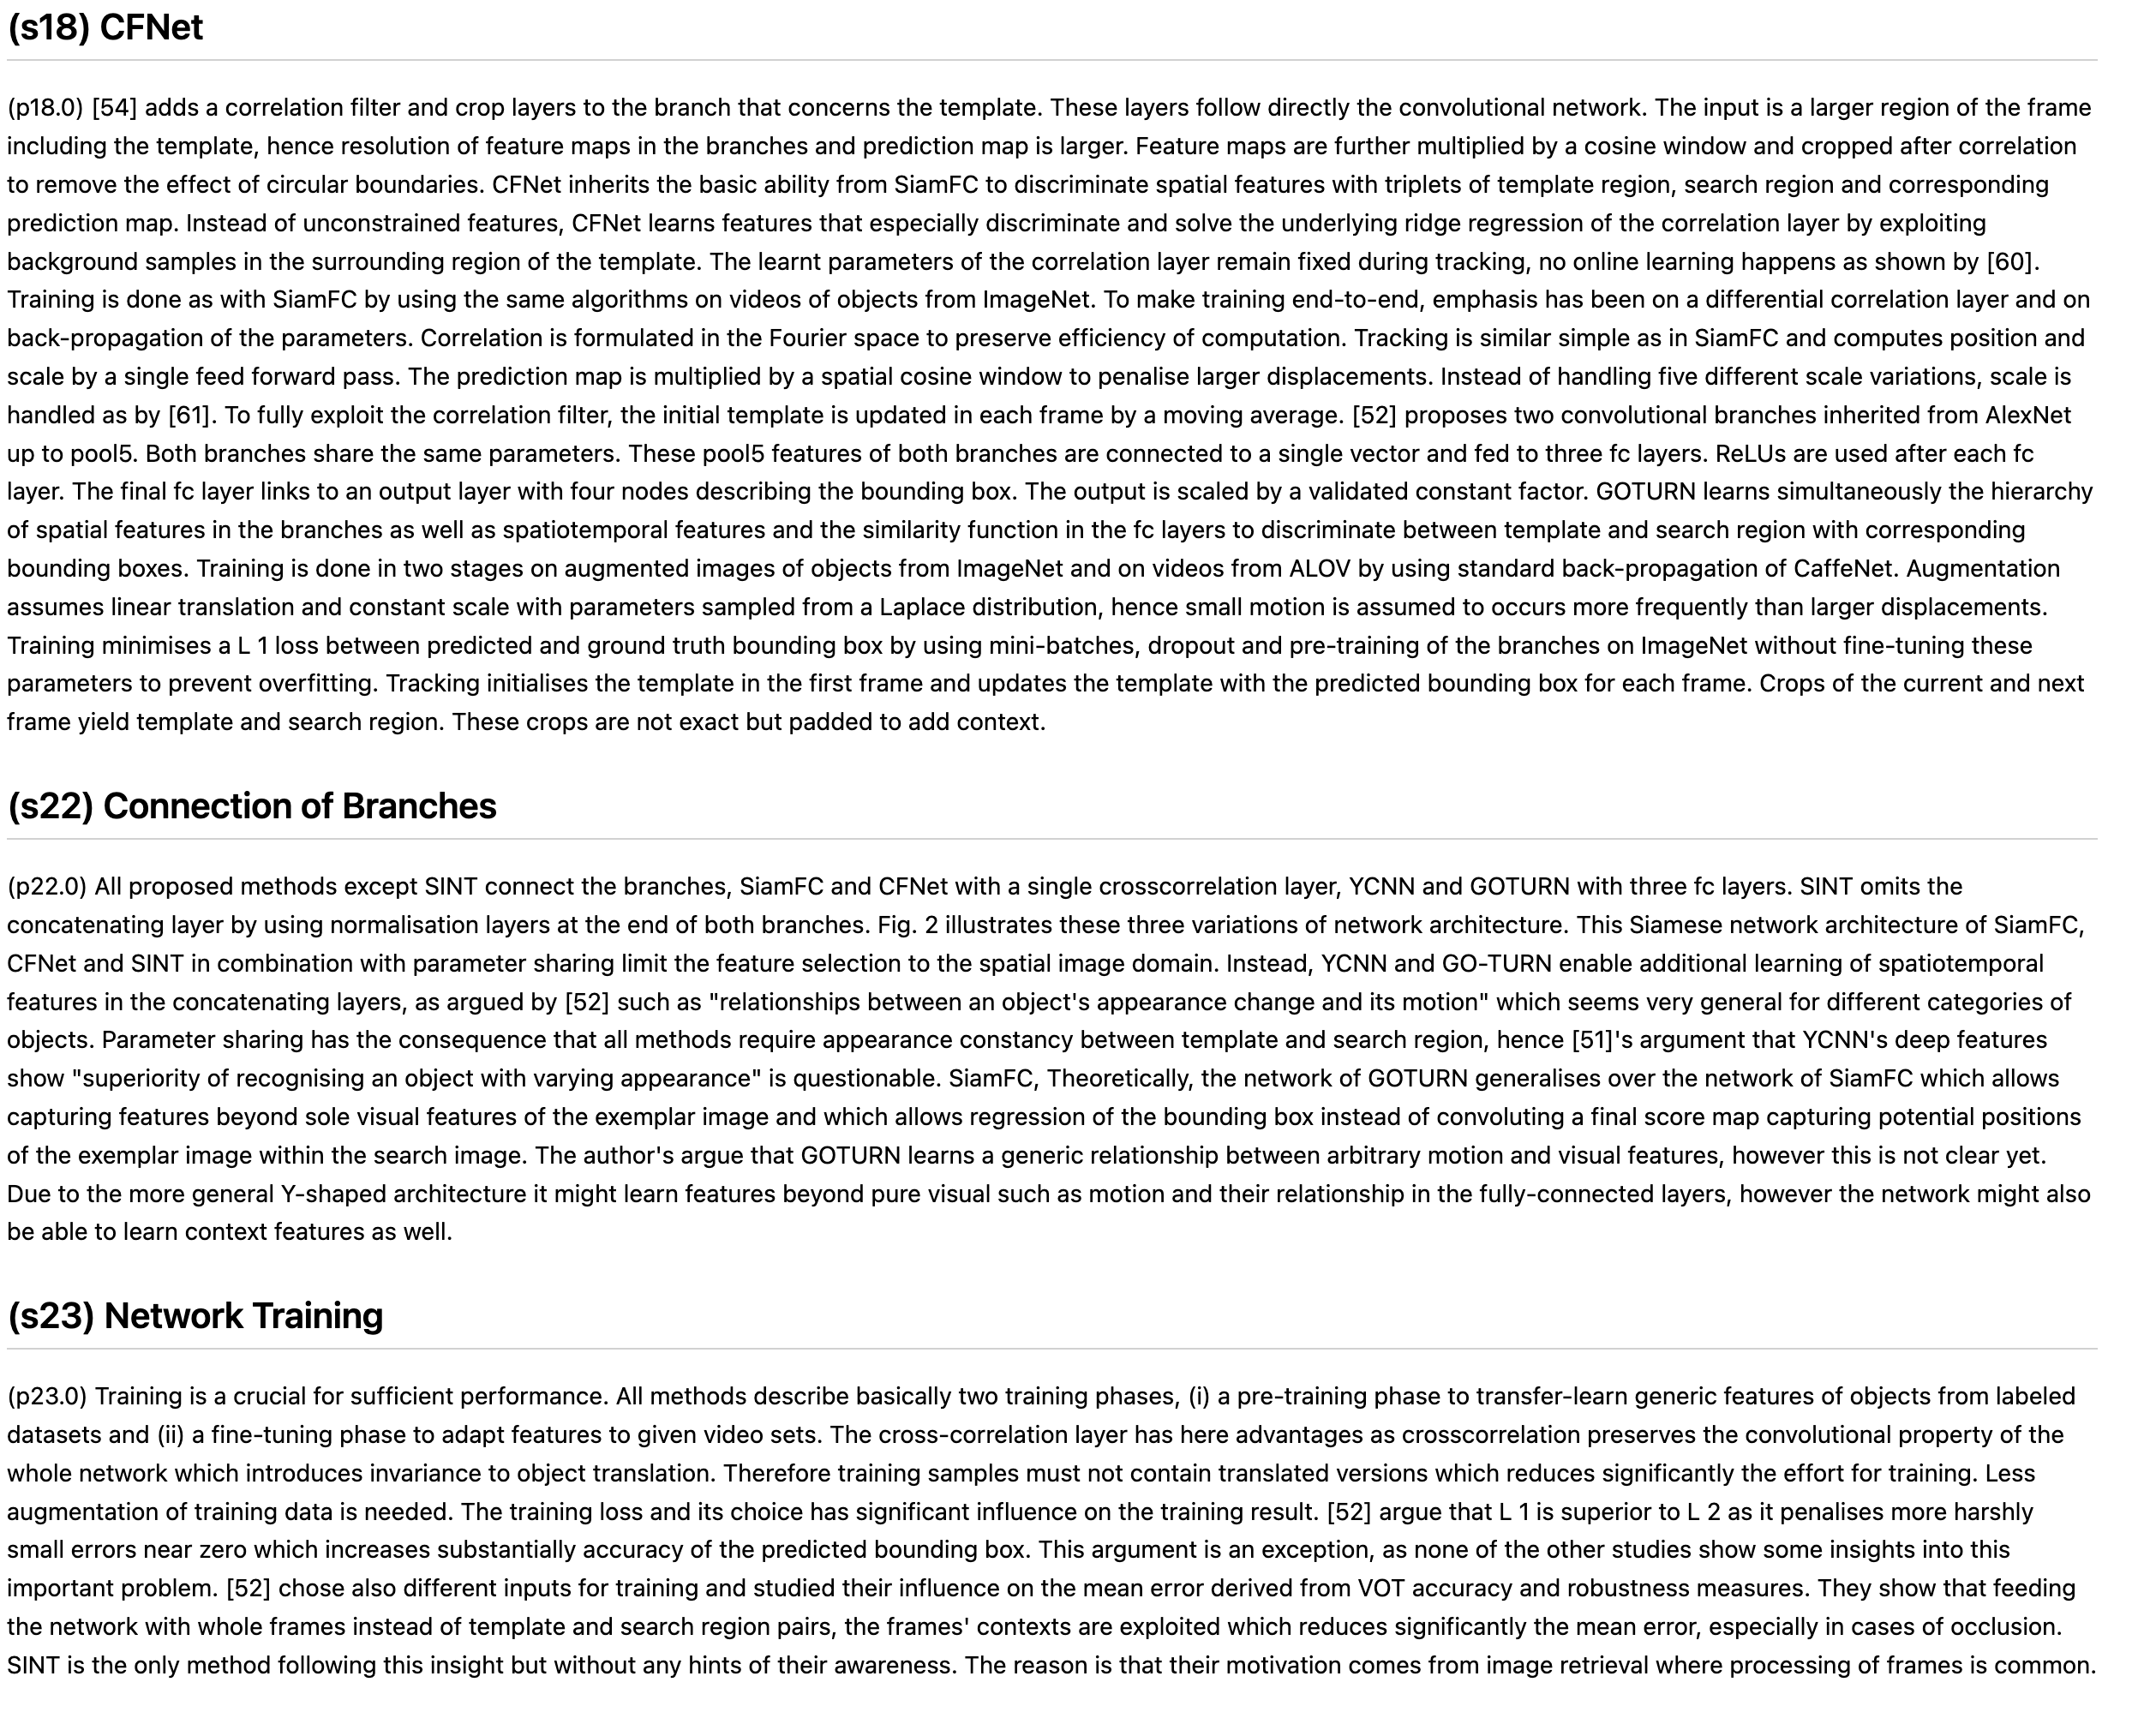 (s18) CFNet
(p18.0) [54] adds a correlation filter and crop layers to the branch that concerns the template. These layers follow directly the convolutional network. The input is a larger region of the frame
including the template, hence resolution of feature maps in the branches and prediction map is larger. Feature maps are further multiplied by a cosine window and cropped after correlation
to remove the effect of circular boundaries. CFNet inherits the basic ability from SiamFC to discriminate spatial features with triplets of template region, search region and corresponding
prediction map. Instead of unconstrained features, CFNet learns features that especially discriminate and solve the underlying ridge regression of the correlation layer by exploiting
background samples in the surrounding region of the template. The learnt parameters of the correlation layer remain fixed during tracking, no online learning happens as shown by [60].
Training is done as with SiamFC by using the same algorithms on videos of objects from ImageNet. To make training end-to-end, emphasis has been on a differential correlation layer and on
back-propagation of the parameters. Correlation is formulated in the Fourier space to preserve efficiency of computation. Tracking is similar simple as in SiamFC and computes position and
scale by a single feed forward pass. The prediction map is multiplied by a spatial cosine window to penalise larger displacements. Instead of handling five different scale variations, scale is
handled as by [61]. To fully exploit the correlation filter, the initial template is updated in each frame by a moving average. [52] proposes two convolutional branches inherited from AlexNet
up to pool5. Both branches share the same parameters. These pool5 features of both branches are connected to a single vector and fed to three fc layers. ReLUs are used after each fc
layer. The final fc layer links to an output layer with four nodes describing the bounding box. The output is scaled by a validated constant factor. GOTURN learns simultaneously the hierarchy
of spatial features in the branches as well as spatiotemporal features and the similarity function in the fc layers to discriminate between template and search region with corresponding
bounding boxes. Training is done in two stages on augmented images of objects from ImageNet and on videos from ALOV by using standard back-propagation of CaffeNet. Augmentation
assumes linear translation and constant scale with parameters sampled from a Laplace distribution, hence small motion is assumed to occurs more frequently than larger displacements.
Training minimises a L 1 loss between predicted and ground truth bounding box by using mini-batches, dropout and pre-training of the branches on ImageNet without fine-tuning these
parameters to prevent overfitting. Tracking initialises the template in the first frame and updates the template with the predicted bounding box for each frame. Crops of the current and next
frame yield template and search region. These crops are not exact but padded to add context.
(s22) Connection of Branches
(p22.0) All proposed methods except SINT connect the branches, SiamFC and CFNet with a single crosscorrelation layer, YCNN and GOTURN with three fc layers. SINT omits the
concatenating layer by using normalisation layers at the end of both branches. Fig. 2 illustrates these three variations of network architecture. This Siamese network architecture of SiamFC,
CFNet and SINT in combination with parameter sharing limit the feature selection to the spatial image domain. Instead, YCNN and GO-TURN enable additional learning of spatiotemporal
features in the concatenating layers, as argued by [52] such as "relationships between an object's appearance change and its motion" which seems very general for different categories of
objects. Parameter sharing has the consequence that all methods require appearance constancy between template and search region, hence [51]'s argument that YCNN's deep features
show "superiority of recognising an object with varying appearance" is questionable. SiamFC, Theoretically, the network of GOTURN generalises over the network of SiamFC which allows
capturing features beyond sole visual features of the exemplar image and which allows regression of the bounding box instead of convoluting a final score map capturing potential positions
of the exemplar image within the search image. The author's argue that GOTURN learns a generic relationship between arbitrary motion and visual features, however this is not clear yet.
Due to the more general Y-shaped architecture it might learn features beyond pure visual such as motion and their relationship in the fully-connected layers, however the network might also
be able to learn context features as well.
(s23) Network Training
(p23.0) Training is a crucial for sufficient performance. All methods describe basically two training phases, (i) a pre-training phase to transfer-learn generic features of objects from labeled
datasets and (ii) a fine-tuning phase to adapt features to given video sets. The cross-correlation layer has here advantages as crosscorrelation preserves the convolutional property of the
whole network which introduces invariance to object translation. Therefore training samples must not contain translated versions which reduces significantly the effort for training. Less
augmentation of training data is needed. The training loss and its choice has significant influence on the training result. [52] argue that L 1 is superior to L 2 as it penalises more harshly
small errors near zero which increases substantially accuracy of the predicted bounding box. This argument is an exception, as none of the other studies show some insights into this
important problem. [52] chose also different inputs for training and studied their influence on the mean error derived from VOT accuracy and robustness measures. They show that feeding
the network with whole frames instead of template and search region pairs, the frames' contexts are exploited which reduces significantly the mean error, especially in cases of occlusion.
SINT is the only method following this insight but without any hints of their awareness. The reason is that their motivation comes from image retrieval where processing of frames is common.